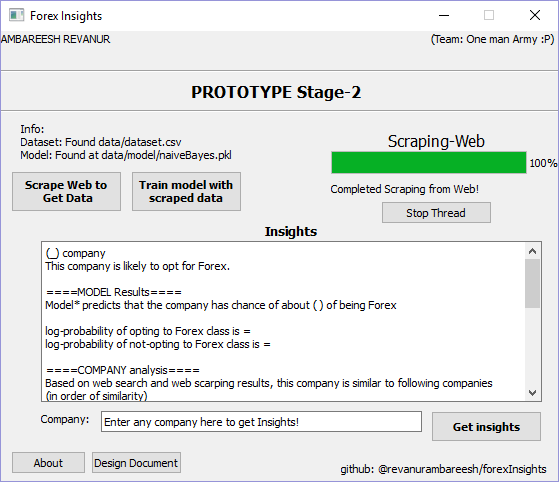 Forex Insights
AMBAREESH REVANUR
(Team: One man Army :P)
PROTOTYPE Stage-2
Info:
Dataset: Found data/dataset.csv
Model: Found at data/model/naiveBayes.pkl
Scraping-Web
100%
Completed Scraping from Web!
Scrape Web to
Get Data
Train model with
scraped data
Stop Thread
Insights
(_) company
This company is likely to opt for Forex.
====MODEL Results====
Model* predicts that the company has chance of about ( ) of being Forex
log-probability of opting to Forex class is =
log-probability of not-opting to Forex class is =
====COMPANY analysis====
Based on web search and web scarping results, this company is similar to following companies
(in order of similarity)
Company:
Enter any company here to get Insights!
Get insights
About
Design Document
github: @revanurambareesh/forexInsights